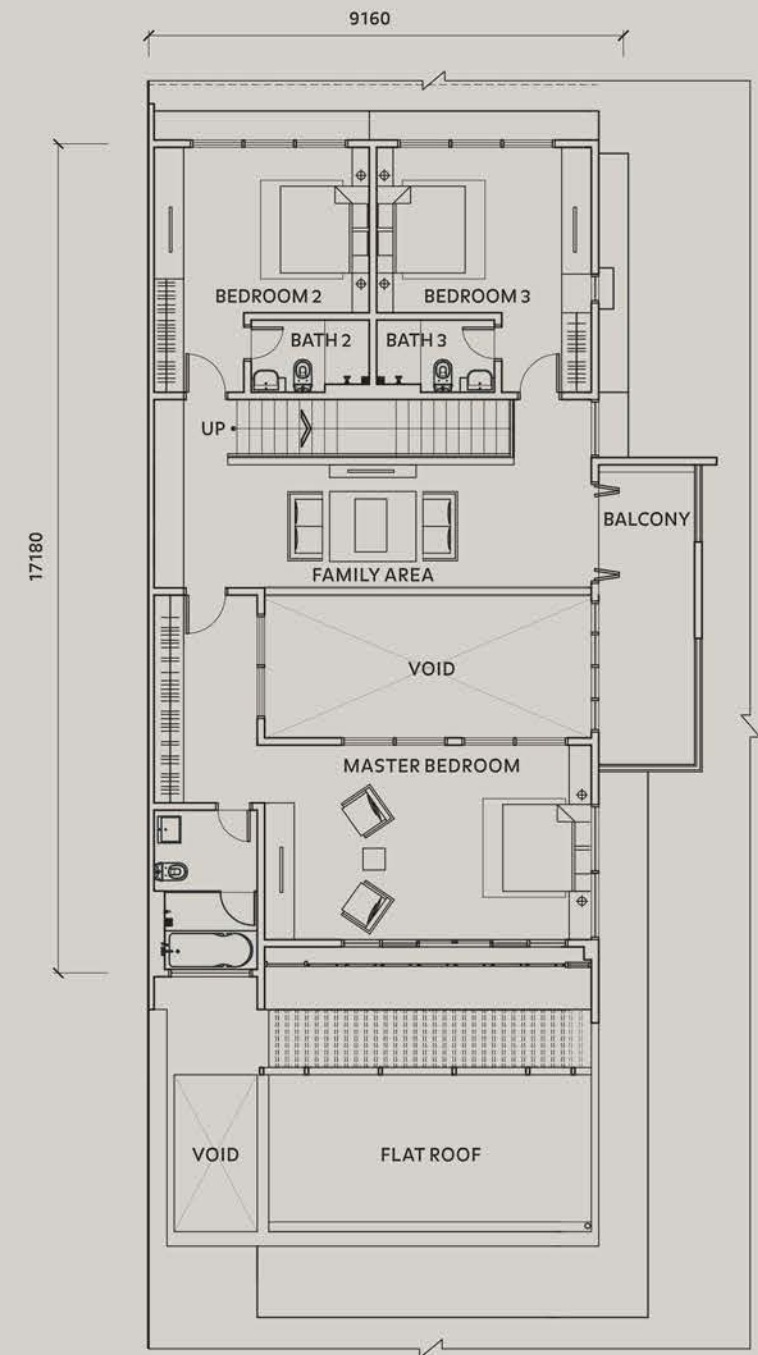 9160
BEDROOM 2
BEDROOM 3
BATH 2
BATH 3
UP
BALCONY
17180
FAMILY AREA
VOID
MASTER BEDROOM
VOID
FLAT ROOF